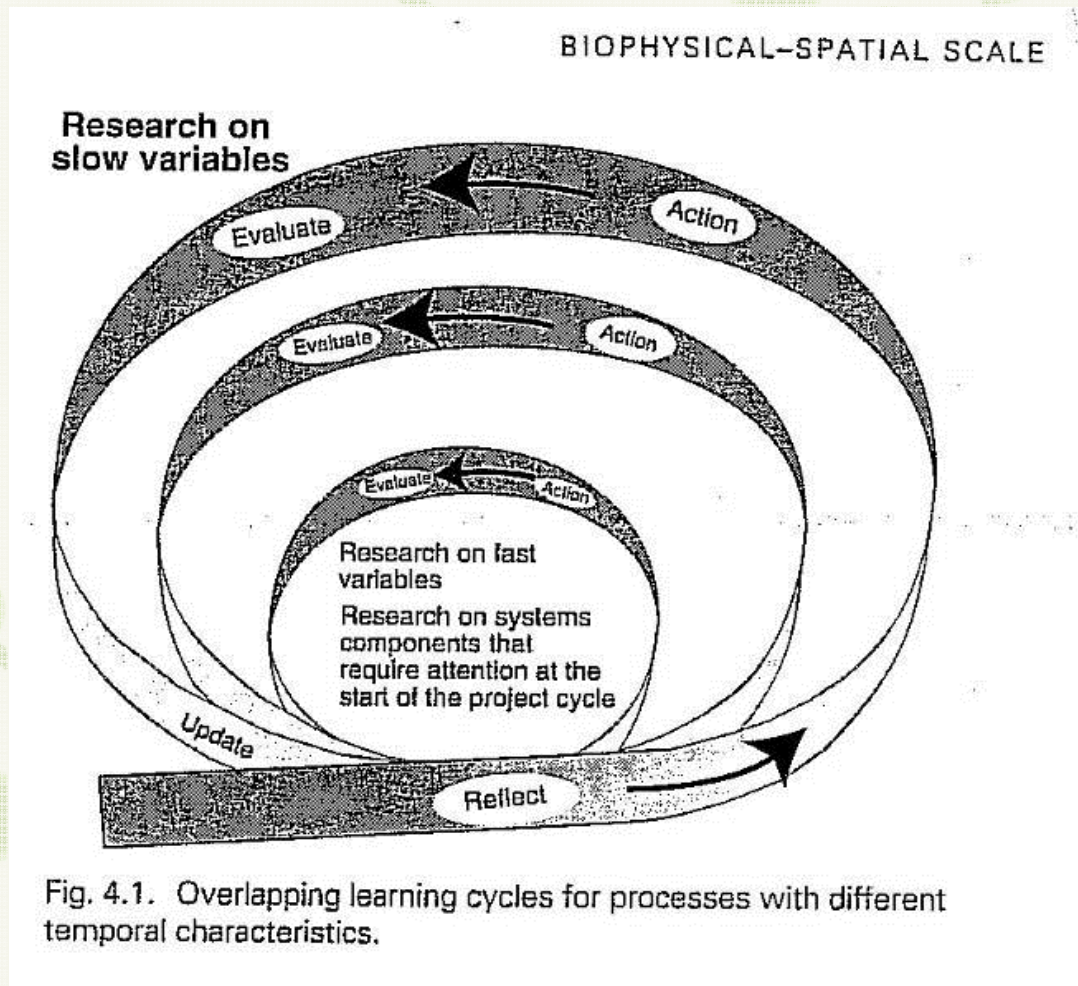 BIOPHYSICAL–SPATIAL SCALE
Research on
slow variables
Evaluate
Action
Evaluate
Action
Evaluate
Action
Research on fast
variables
Research on systems
components that
require attention at the
start of the project cycle
Update
Reflect
Fig. 4.1. Overlapping learning cycles for processes with different
temporal characteristics.